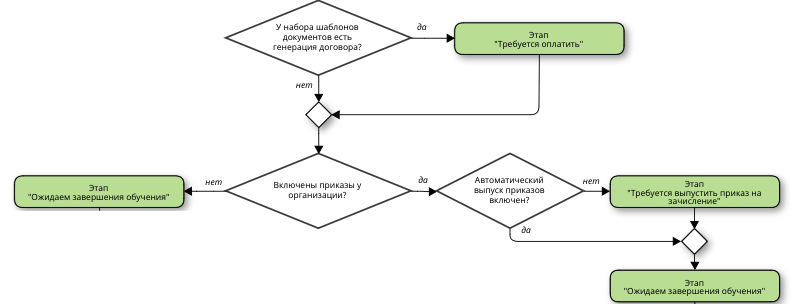 У набора шаблонов
документов есть
генерация договора?
да
Этап
"Требуется оплатить"
нет
Включены приказы у
организации?
нет
Этап
"Ожидаем завершения обучения"
да
Автоматический
выпуск приказов
включен?
нет
Этап
"Требуется выпустить приказ на
зачисление"
да
Этап
"Ожидаем завершения обучения"